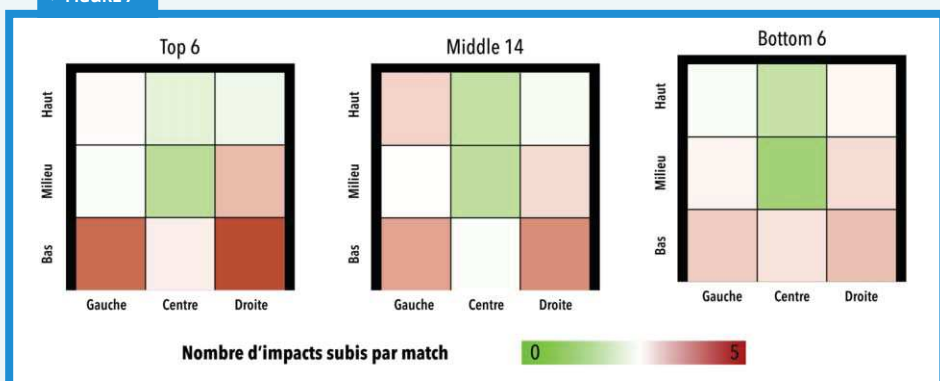 Top 6
Middle 14
Bottom 6
Haut
Milieu
Bas
Gauche Centre Droite
Haut
Milieu
Bas
Gauche Centre Droite
Haut
Milieu
Bas
Gauche Centre Droite
Nombre d'impacts subis par match
0 5